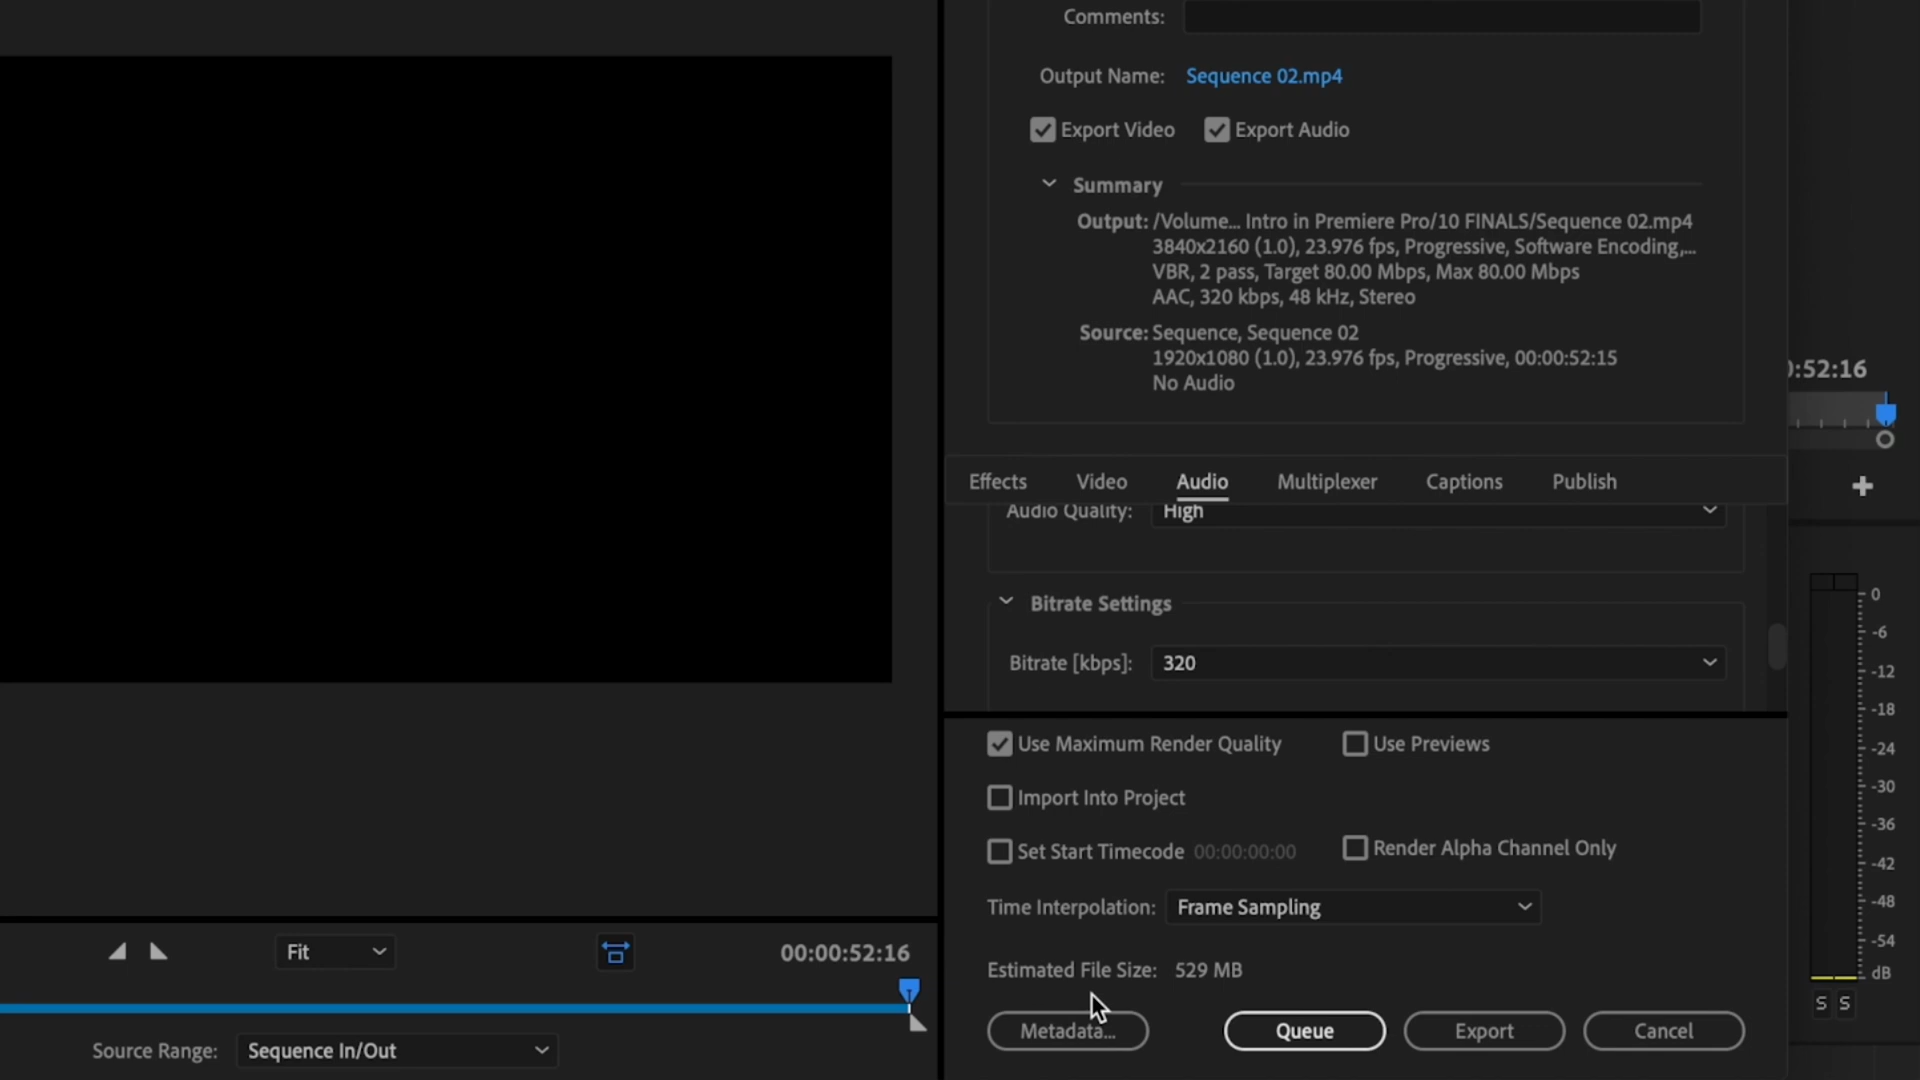 Comments:
Output Name: Sequence 02.mp4
Export Video Export Audio
Summary
Output: /Volume... Intro in Premiere Pro/10 FINALS/Sequence 02.mp4
3840x2160 (1.0), 23.976 fps, Progressive, Software Encoding,...
VBR, 2 pass, Target 80.00 Mbps, Max 80.00 Mbps
AAC, 320 kbps, 48 kHz, Stereo
Source: Sequence, Sequence 02
1920x1080 (1.0), 23.976 fps, Progressive, 00:00:52:15
No Audio
:52:16
Effects Video Audio Multiplexer Captions Publish
Audio Quality: High
Bitrate Settings
Bitrate [kbps]: 320
Use Maximum Render Quality Use Previews
Import Into Project
Set Start Timecode 00:00:00:00 Render Alpha Channel Only
Time Interpolation: Frame Sampling
Estimated File Size: 529 MB
Metadata... Queue Export Cancel
Fit 00:00:52:16
Source Range: Sequence In/Out
0
-6
-12
-18
-24
-30
-36
-42
-48
-54
dB
S S